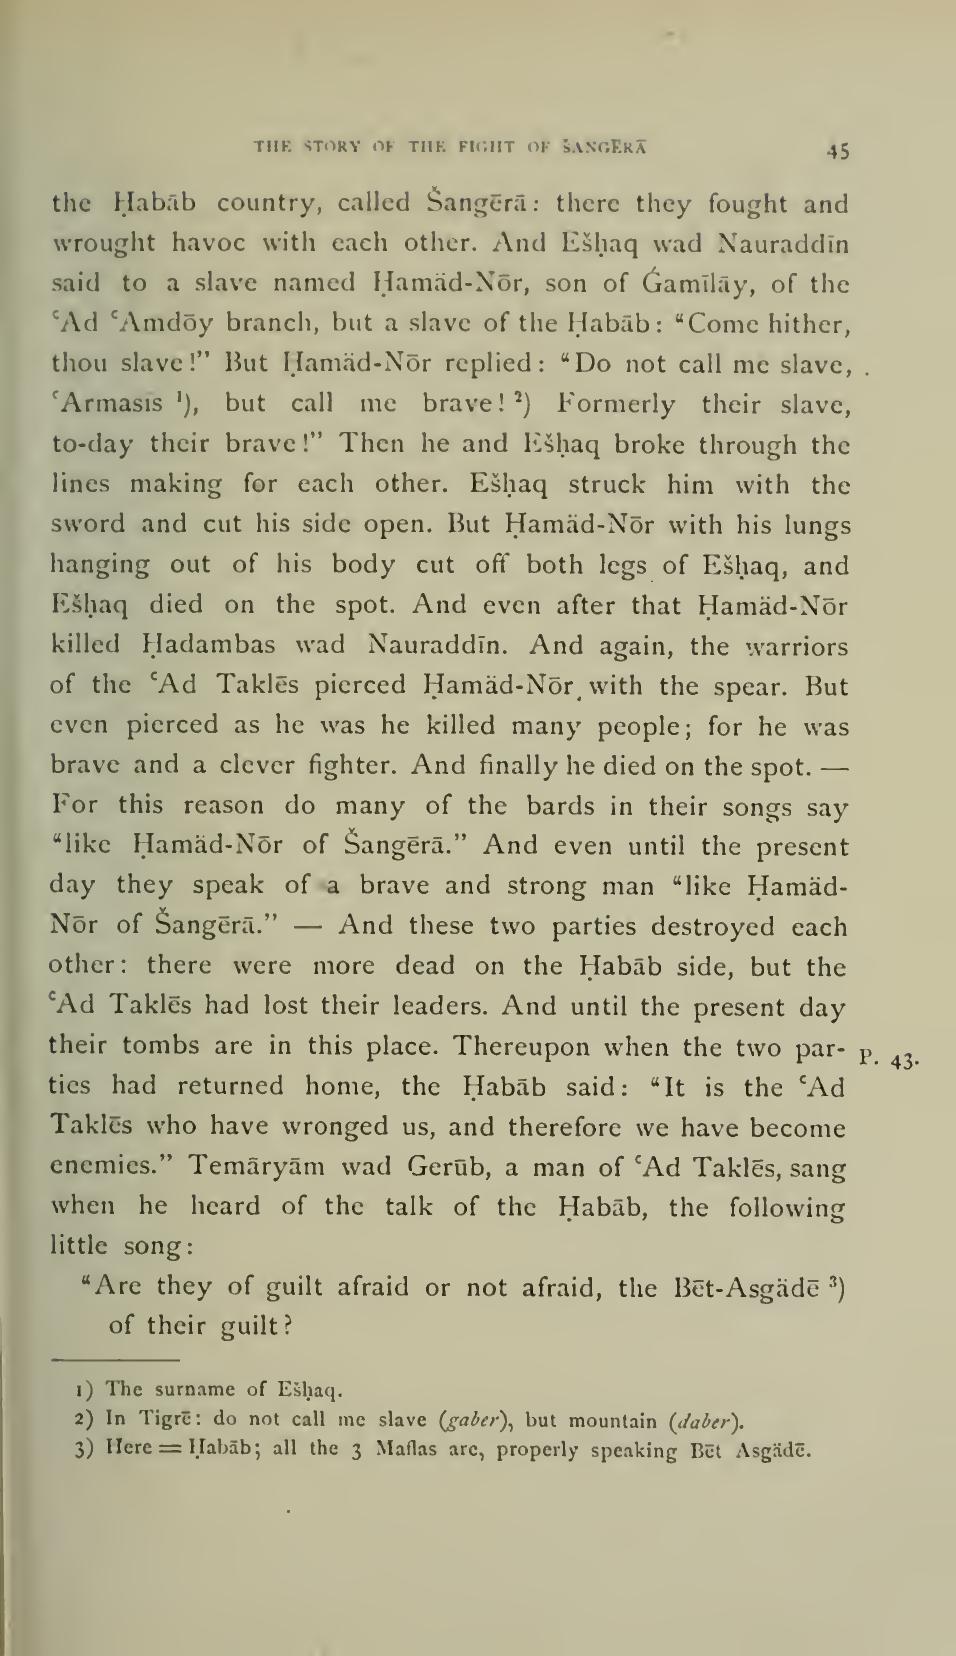 THE STORY OF THE FIGHT OF ŠANGĒRĀ 45
the Ḥabāb country, called Šangērā: there they fought and
wrought havoc with each other. And Ešḥaq wad Nauraddīn
said to a slave named Ḥamäd-Nōr, son of Ǵamīlāy, of the
ʿAd ʿAmdōy branch, but a slave of the Ḥabāb: “Come hither,
thou slave!” But Ḥamäd-Nōr replied: “Do not call me slave,
ʿArmasis ¹), but call me brave! ²) Formerly their slave,
to-day their brave!” Then he and Ešḥaq broke through the
lines making for each other. Ešḥaq struck him with the
sword and cut his side open. But Ḥamäd-Nōr with his lungs
hanging out of his body cut off both legs of Ešḥaq, and
Ešḥaq died on the spot. And even after that Ḥamäd-Nōr
killed Ḥadambas wad Nauraddīn. And again, the warriors
of the ʿAd Taklēs pierced Ḥamäd-Nōr with the spear. But
even pierced as he was he killed many people; for he was
brave and a clever fighter. And finally he died on the spot. —
For this reason do many of the bards in their songs say
“like Ḥamäd-Nōr of Šangērā.” And even until the present
day they speak of a brave and strong man “like Ḥamäd-
Nōr of Šangērā.” — And these two parties destroyed each
other: there were more dead on the Ḥabāb side, but the
ʿAd Taklēs had lost their leaders. And until the present day
their tombs are in this place. Thereupon when the two par- P. 43.
ties had returned home, the Ḥabāb said: “It is the ʿAd
Taklēs who have wronged us, and therefore we have become
enemies.” Temāryām wad Gerūb, a man of ʿAd Taklēs, sang
when he heard of the talk of the Ḥabāb, the following
little song:
“Are they of guilt afraid or not afraid, the Bēt-Asgädē ³)
of their guilt?
1) The surname of Ešḥaq.
2) In Tigrē: do not call me slave (gaber), but mountain (daber).
3) Here = Ḥabāb; all the 3 Maflas are, properly speaking Bēt Asgädē.